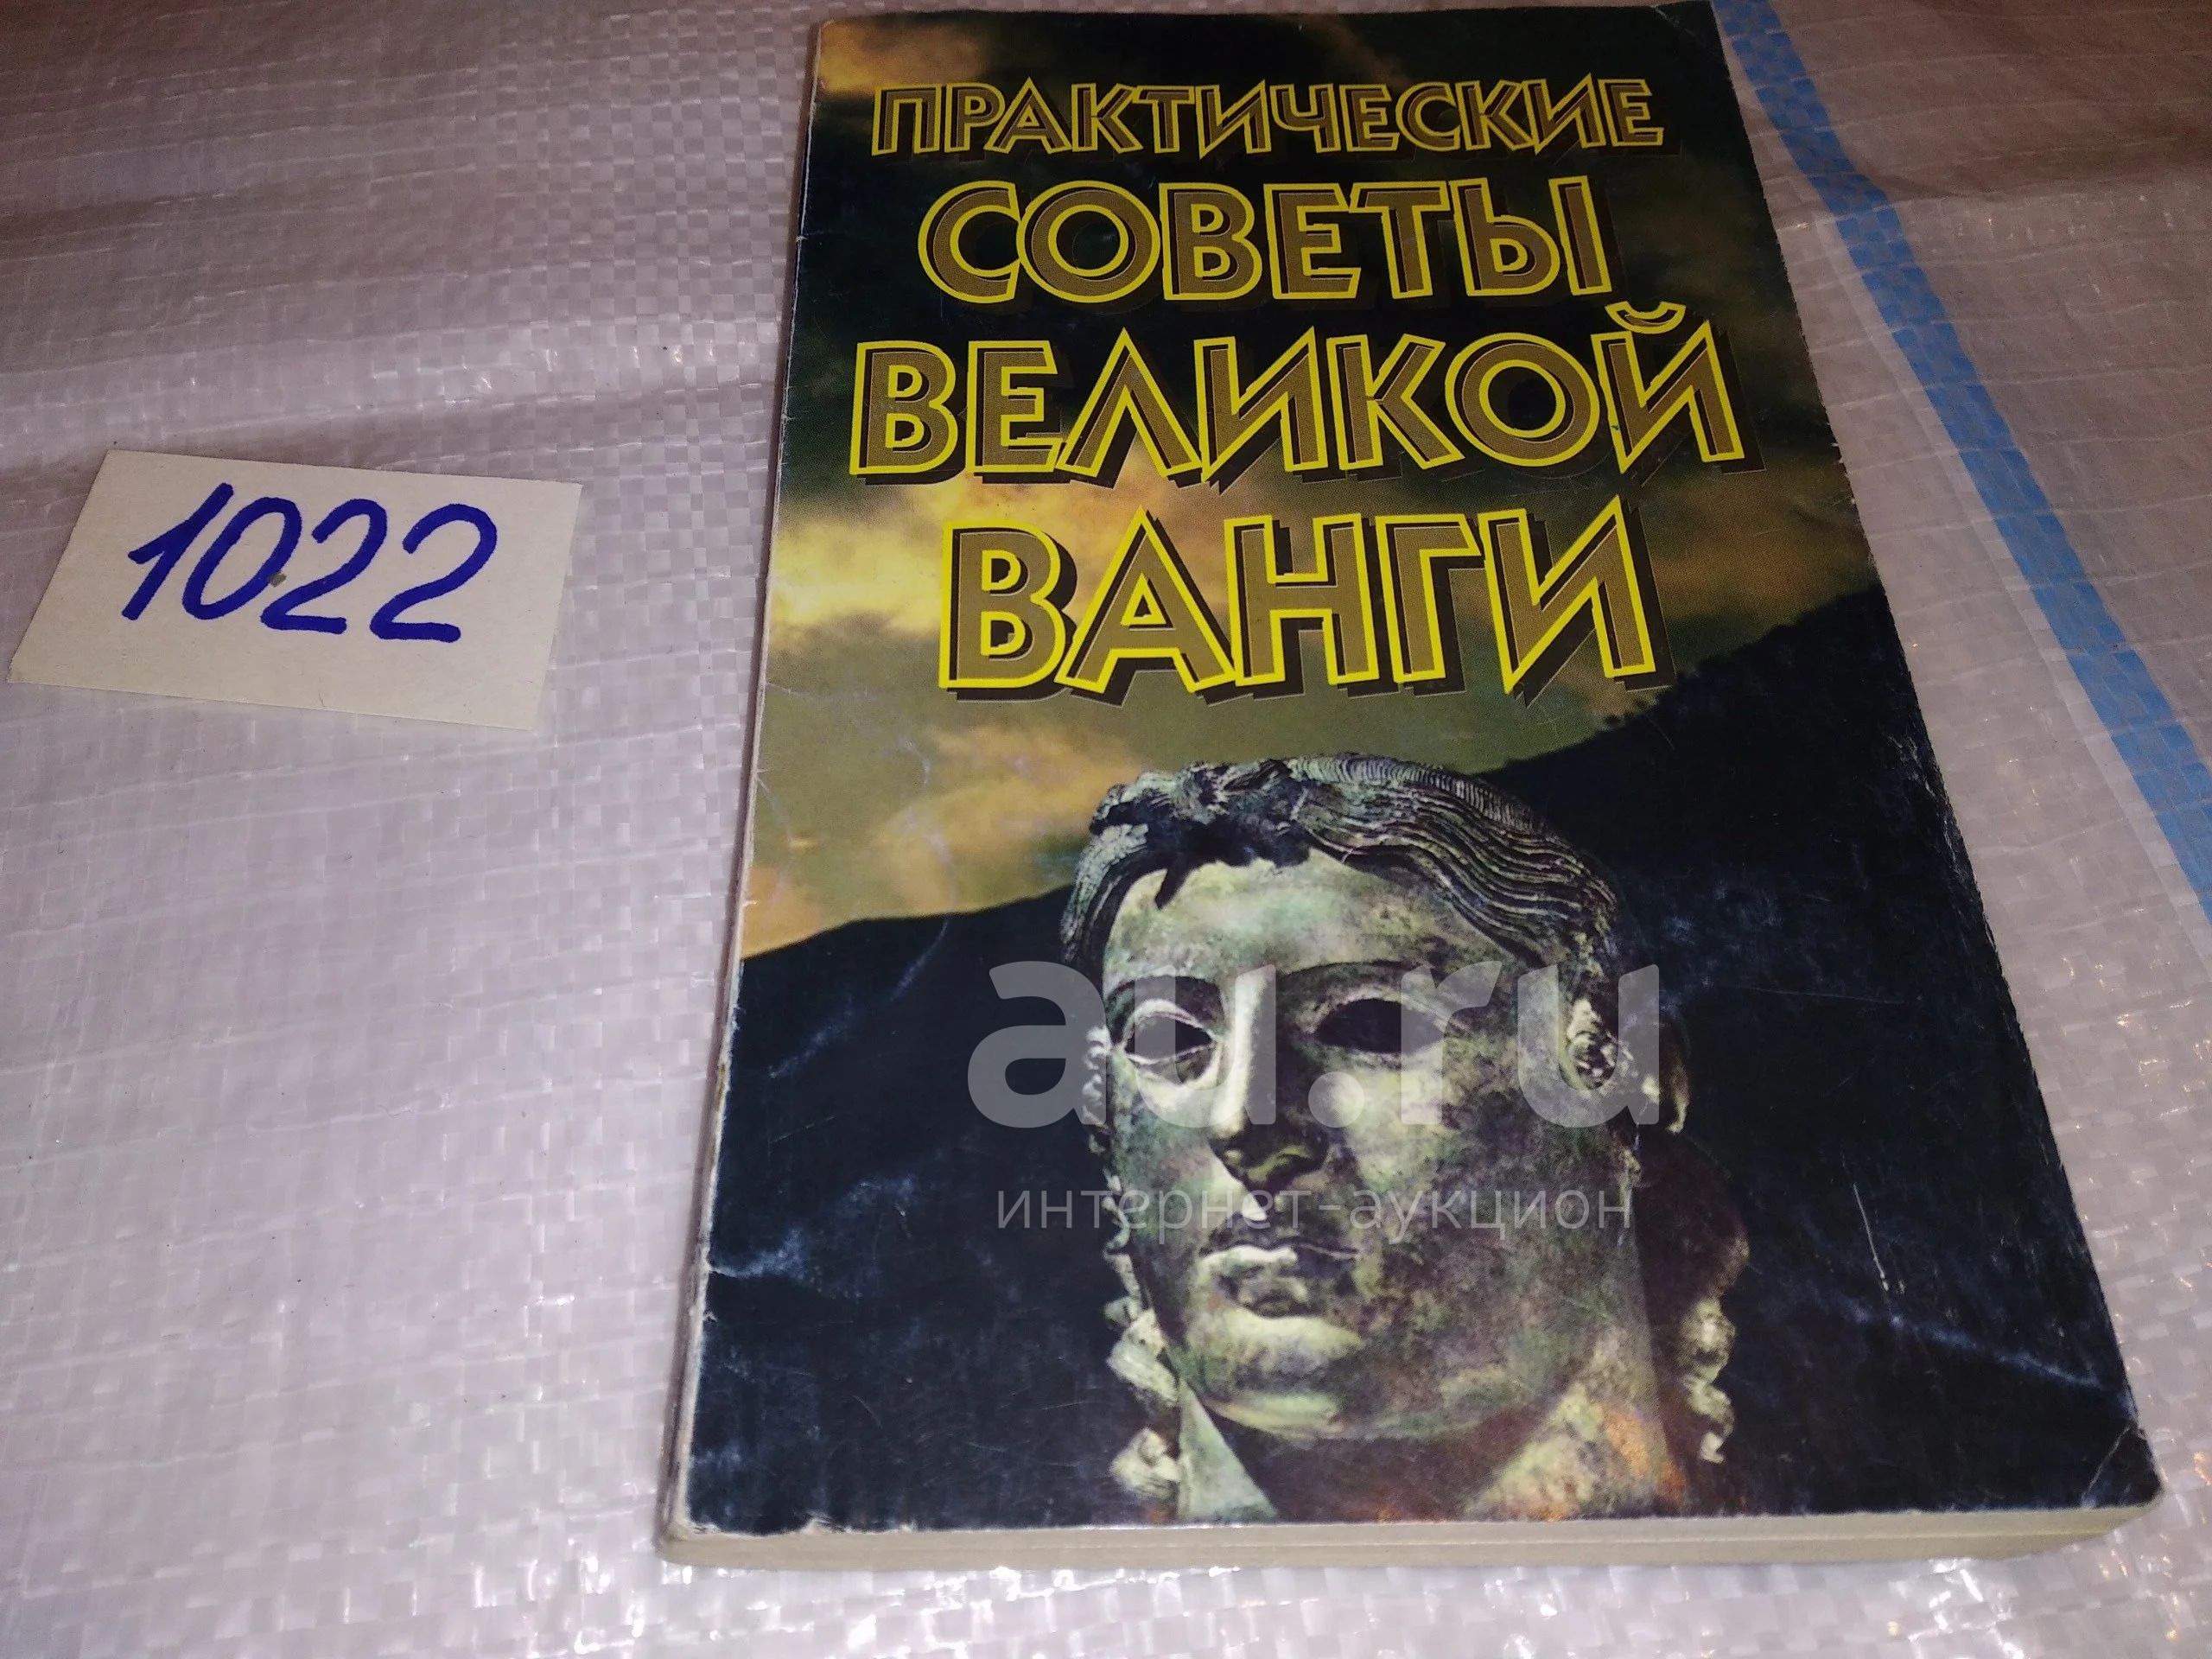 ПРАКТИЧЕСКИЕ
СОВЕТЫ
ВЕЛИКОЙ
ВАНГИ
1022
au.ru
интернет-аукцион